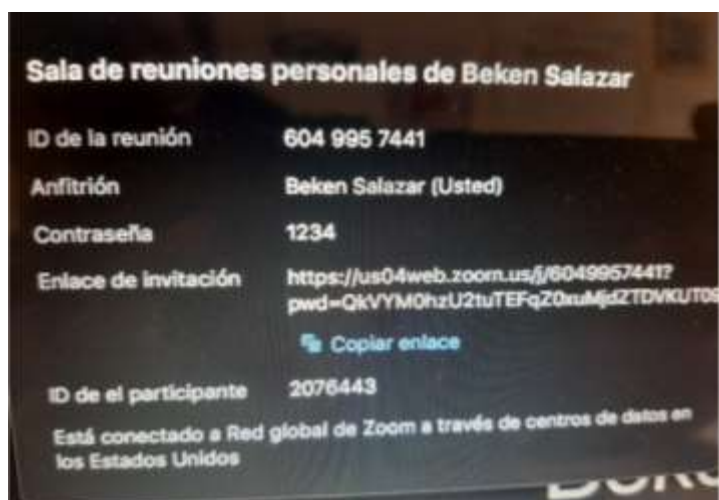 Sala de reuniones personales de Beken Salazar
ID de la reunión 604 995 7441
Anfitrión Beken Salazar (Usted)
Contraseña 1234
Enlace de invitación https://us04web.zoom.us/j/6049957441?
Copiar enlace
ID de el participante 2076443
Está conectado a Red global de Zoom a través de centros de datos en
los Estados Unidos